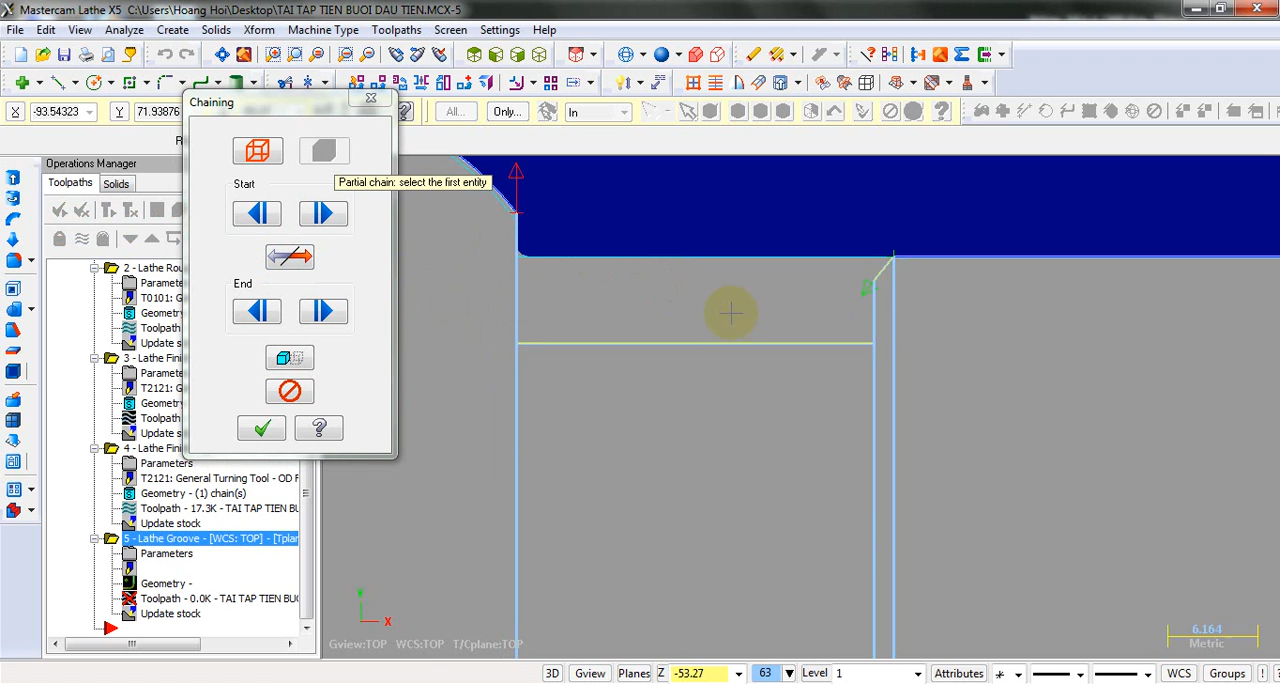 Mastercam Lathe X5 C:\Users\Hoang Hoi\Desktop\TAI TAP TIEN BUOI DAU TIEN.MCX-5
File Edit View Analyze Create Solids Xform Machine Type Toolpaths Screen Settings Help
X -93.54323 Y 71.93876 All... Only... In
Chaining
Partial chain: select the first entity
Start
End
Operations Manager
Toolpaths Solids
2 - Lathe Rou
Parameter
T0101: G
Geometr
Toolpath
Update s
3 - Lathe Fini
Parameter
T2121: G
Geometr
Toolpath
Update s
4 - Lathe Fini
Parameters
T2121: General Turning Tool - OD F
Geometry - (1) chain(s)
Toolpath - 17.3K - TAI TAP TIEN BU
Update stock
5 - Lathe Groove - [WCS: TOP] - [Tplan
Parameters
Geometry -
Toolpath - 0.0K - TAI TAP TIEN BUO
Update stock
X
Gview:TOP WCS:TOP T/Cplane:TOP
6.164
Metric
3D Gview Planes Z -53.27 63 Level 1 Attributes WCS Groups ! ?